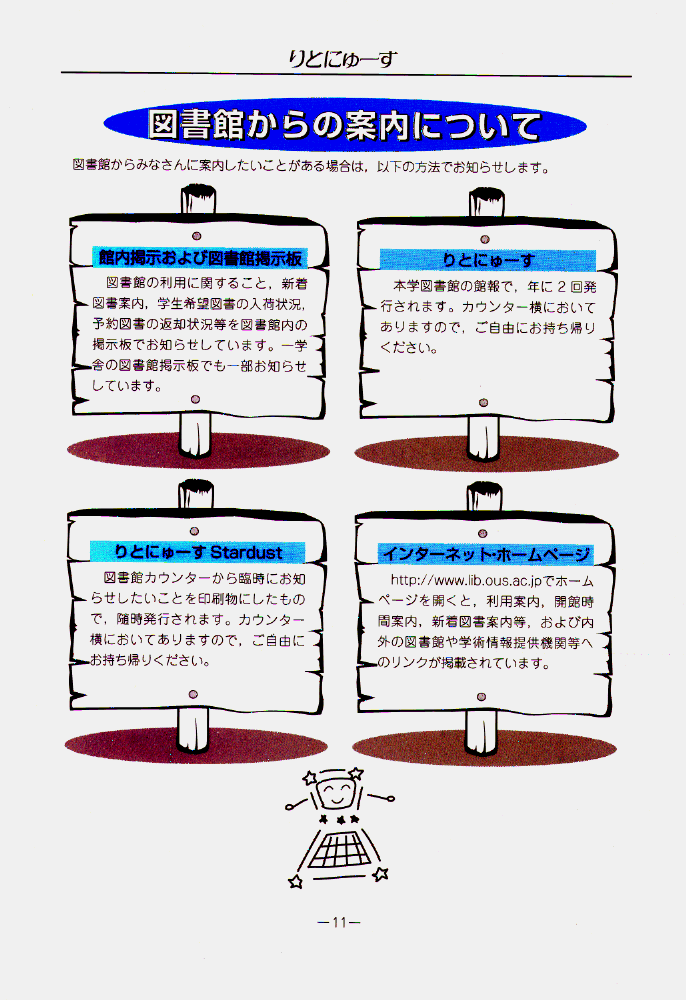 りとにゅーす
図書館からの案内について
図書館からみなさんに案内したいことがある場合は，以下の方法でお知らせします。
館内掲示および図書館掲示板
図書館の利用に関すること，新着
図書案内，学生希望図書の入荷状況，
予約図書の返却状況等を図書館内の
掲示板でお知らせしています。一学
舎の図書館掲示板でも一部お知らせ
しています。
りとにゅーす
本学図書館の館報で，年に2回発
行されます。カウンター横において
ありますので，ご自由にお持ち帰り
ください。
りとにゅーす Stardust
図書館カウンターから臨時にお知
らせしたいことを印刷物にしたもの
で，随時発行されます。カウンター
横においてありますので，ご自由に
お持ち帰りください。
インターネット・ホームページ
http://www.lib.ous.ac.jpでホーム
ページを開くと，利用案内，開館時
間案内，新着図書案内等，および内
外の図書館や学術情報提供機関等へ
のリンクが掲載されています。
―11―